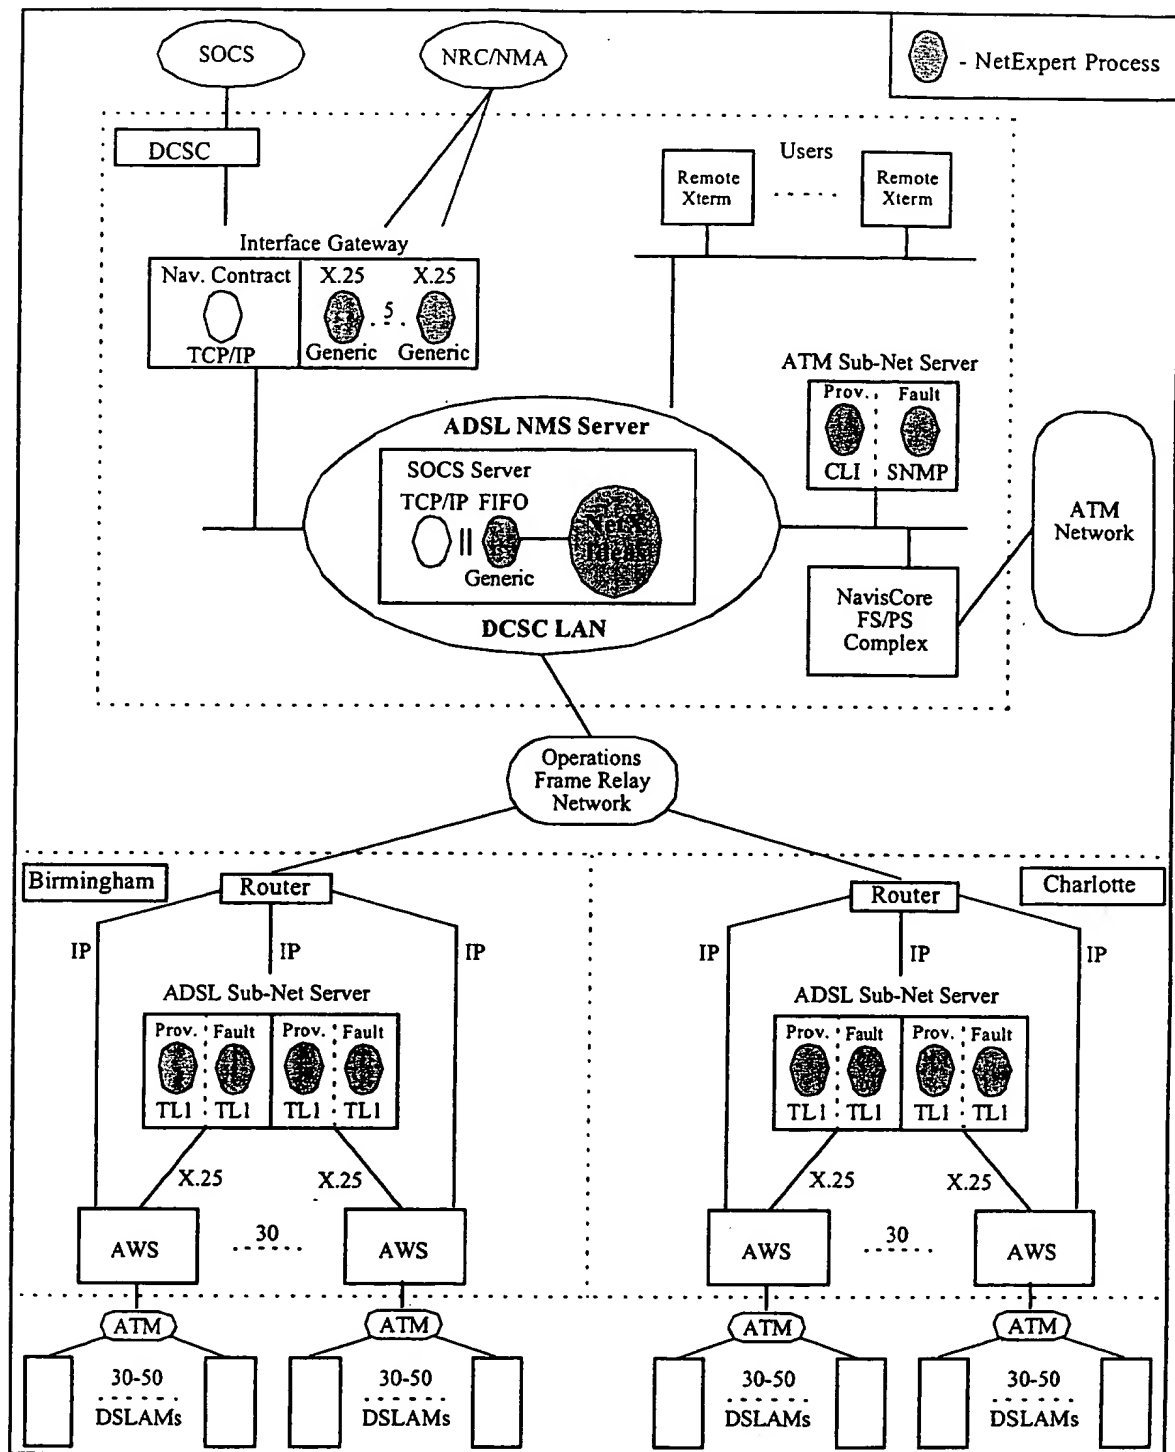 SOCS
NRC/NMA
- NetExpert Process
DCSC
Users
Remote
Xterm
Remote
Xterm
Interface Gateway
Nav. Contract
TCP/IP
X.25
Generic
5
X.25
Generic
ATM Sub-Net Server
Prov.
CLI
Fault
SNMP
ADSL NMS Server
SOCS Server
TCP/IP
FIFO
Generic
DCSC LAN
NavisCore
FS/PS
Complex
ATM
Network
Operations
Frame Relay
Network
Birmingham
Router
Router
Charlotte
IP
IP
IP
IP
IP
IP
ADSL Sub-Net Server
Prov.
Fault
Prov.
Fault
TL1
TL1
TL1
TL1
ADSL Sub-Net Server
Prov.
Fault
Prov.
Fault
TL1
TL1
TL1
TL1
X.25
X.25
X.25
X.25
AWS
30
AWS
AWS
30
AWS
ATM
ATM
ATM
ATM
30-50
DSLAMs
30-50
DSLAMs
30-50
DSLAMs
30-50
DSLAMs